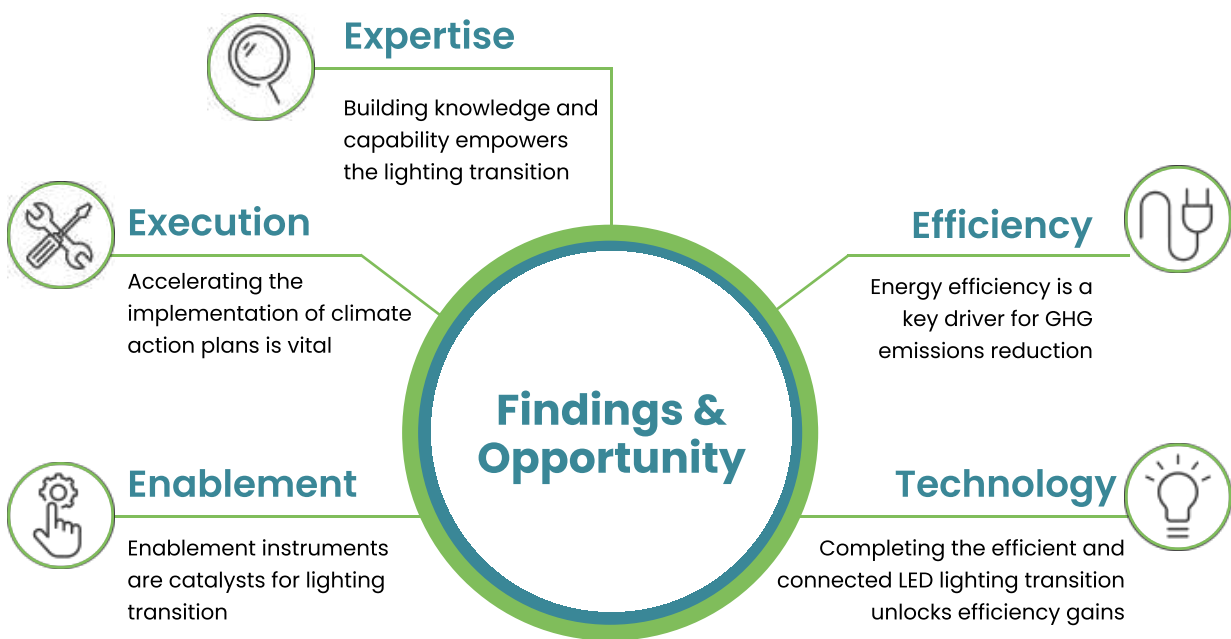 Expertise
Building knowledge and
capability empowers
the lighting transition
Execution
Accelerating the
implementation of climate
action plans is vital
Efficiency
Energy efficiency is a
key driver for GHG
emissions reduction
Findings &
Opportunity
Enablement
Enablement instruments
are catalysts for lighting
transition
Technology
Completing the efficient and
connected LED lighting transition
unlocks efficiency gains